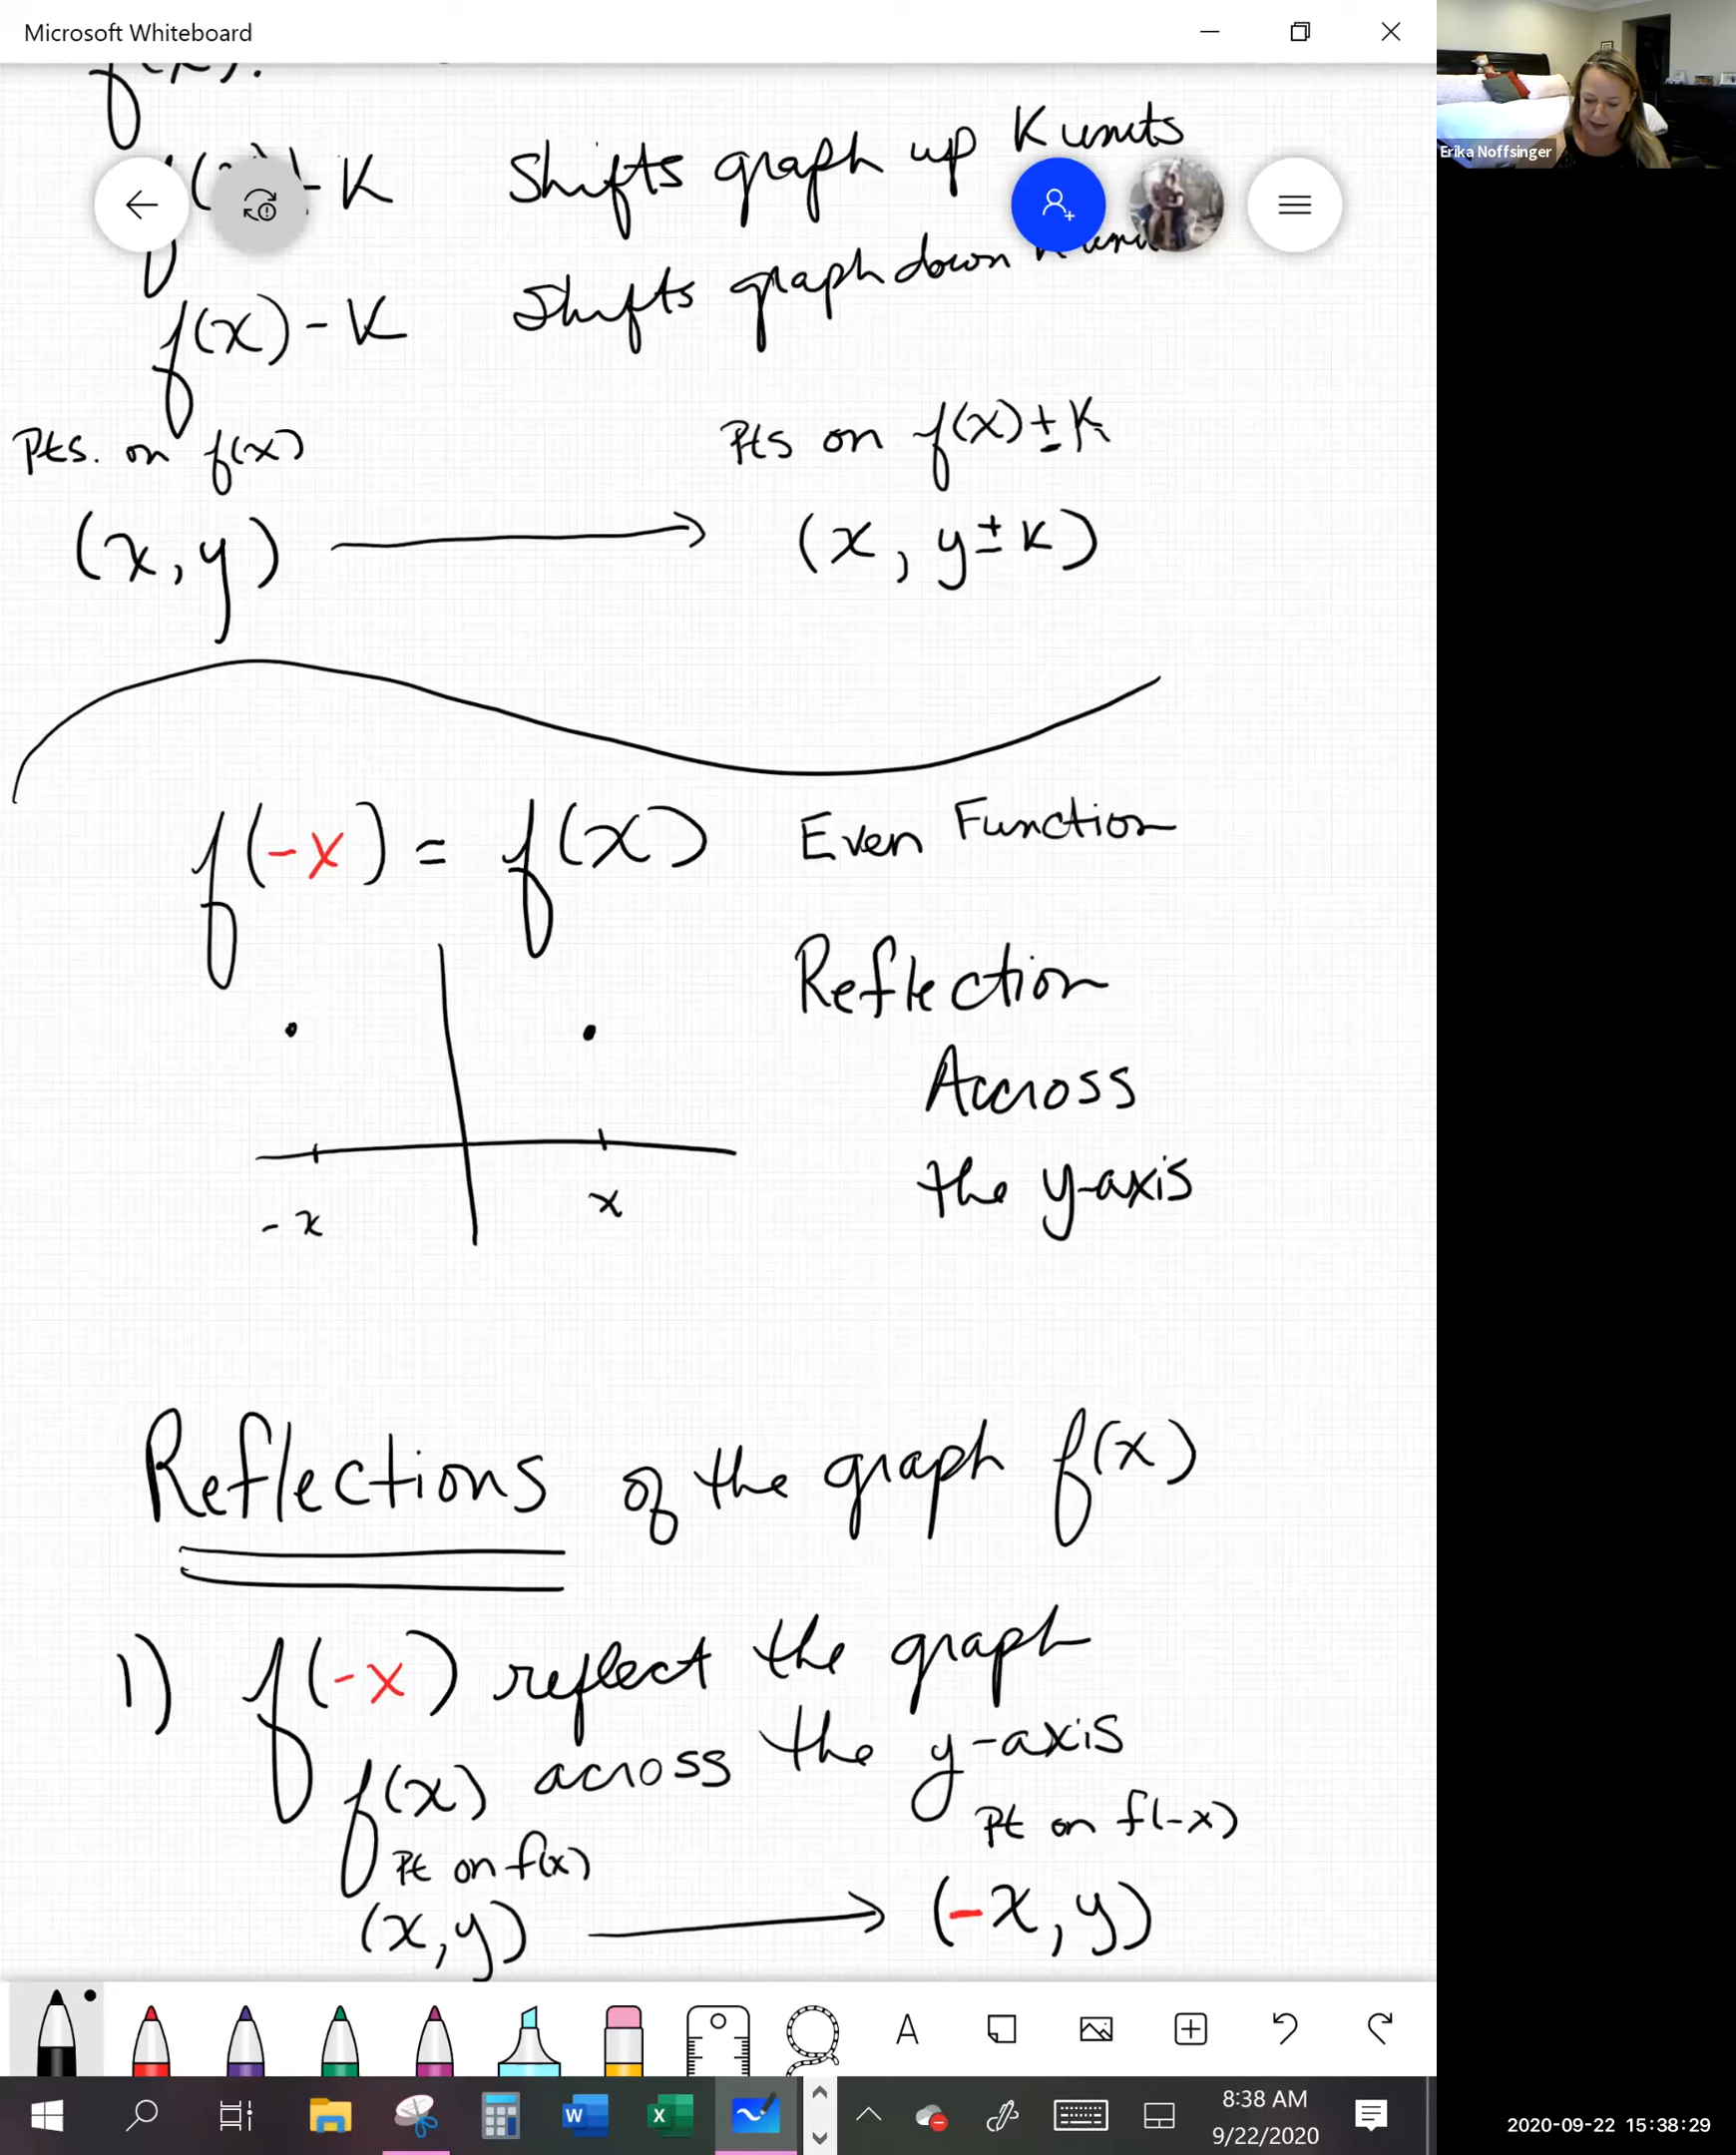 Microsoft Whiteboard
Erika Noffsinger
K Shifts graph up K units
f(x) - K Shifts graph down
Pts. on f(x) Pts on f(x) ± K
(x, y) (x, y ± K)
f(-x) = f(x) Even Function
Reflection
Across
the y-axis
-x x
Reflections of the graph f(x)
1) f(-x) reflect the graph
f(x) across the y-axis
Pt on f(x) Pt on f(-x)
(x, y) (-x, y)
A
W
X
8:38 AM
9/22/2020
2020-09-22 15:38:29